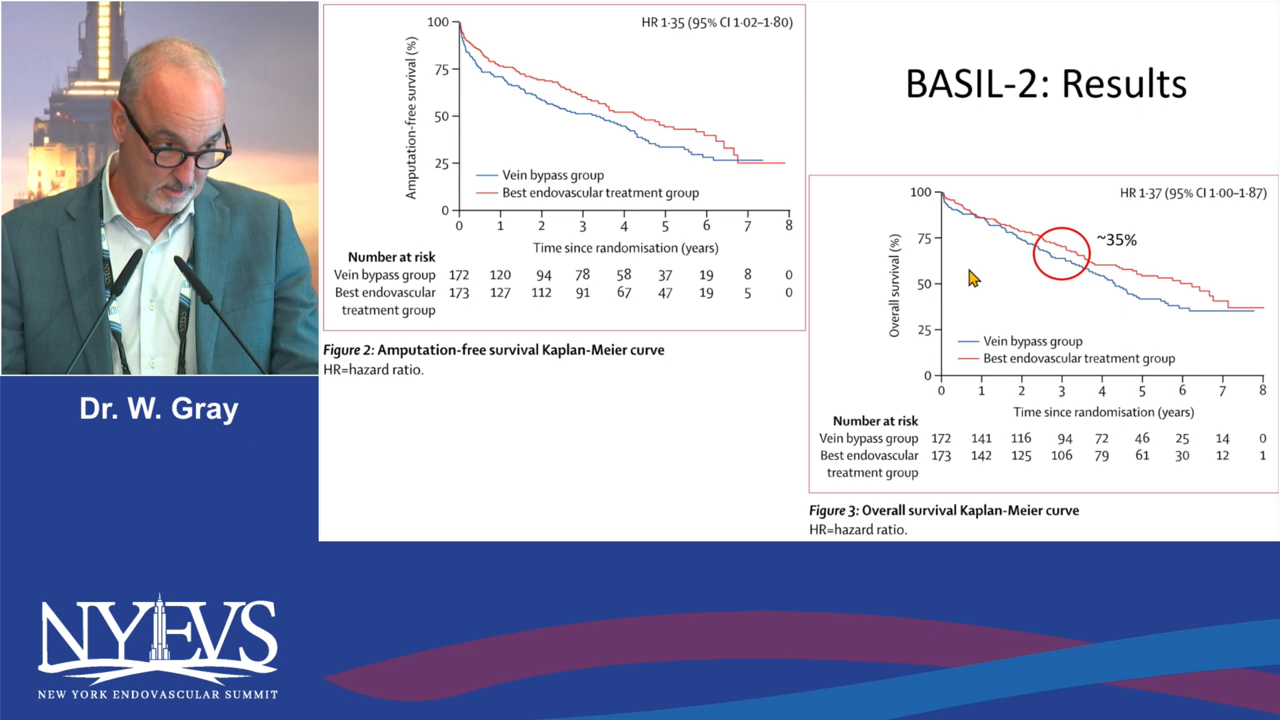 Dr. W. Gray
NYEVS
NEW YORK ENDOVASCULAR SUMMIT
BASIL-2: Results
HR 1·35 (95% CI 1·02–1·80)
Amputation-free survival (%)
100
75
50
25
0
Vein bypass group
Best endovascular treatment group
0 1 2 3 4 5 6 7 8
Time since randomisation (years)
Number at risk
Vein bypass group 172 120 94 78 58 37 19 8 0
Best endovascular 173 127 112 91 67 47 19 5 0
treatment group
Figure 2: Amputation-free survival Kaplan-Meier curve
HR=hazard ratio.
HR 1·37 (95% CI 1·00–1·87)
Overall survival (%)
100
75
50
25
0
~35%
Vein bypass group
Best endovascular treatment group
0 1 2 3 4 5 6 7 8
Time since randomisation (years)
Number at risk
Vein bypass group 172 141 116 94 72 46 25 14 0
Best endovascular 173 142 125 106 79 61 30 12 1
treatment group
Figure 3: Overall survival Kaplan-Meier curve
HR=hazard ratio.